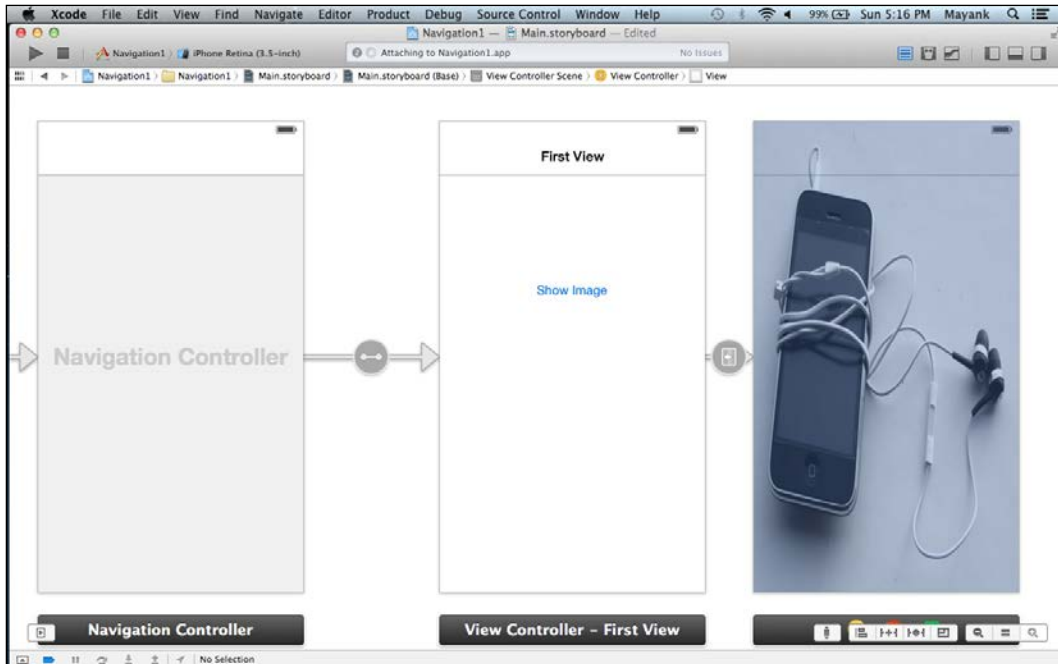 Xcode File Edit View Find Navigate Editor Product Debug Source Control Window Help 99% Sun 5:16 PM Mayank
Navigation1 — Main.storyboard — Edited
Navigation1 iPhone Retina (3.5-inch) Attaching to Navigation1.app No Issues
Navigation1 Navigation1 Main.storyboard Main.storyboard (Base) View Controller Scene View Controller View
First View
Show Image
Navigation Controller
Navigation Controller
View Controller – First View
No Selection